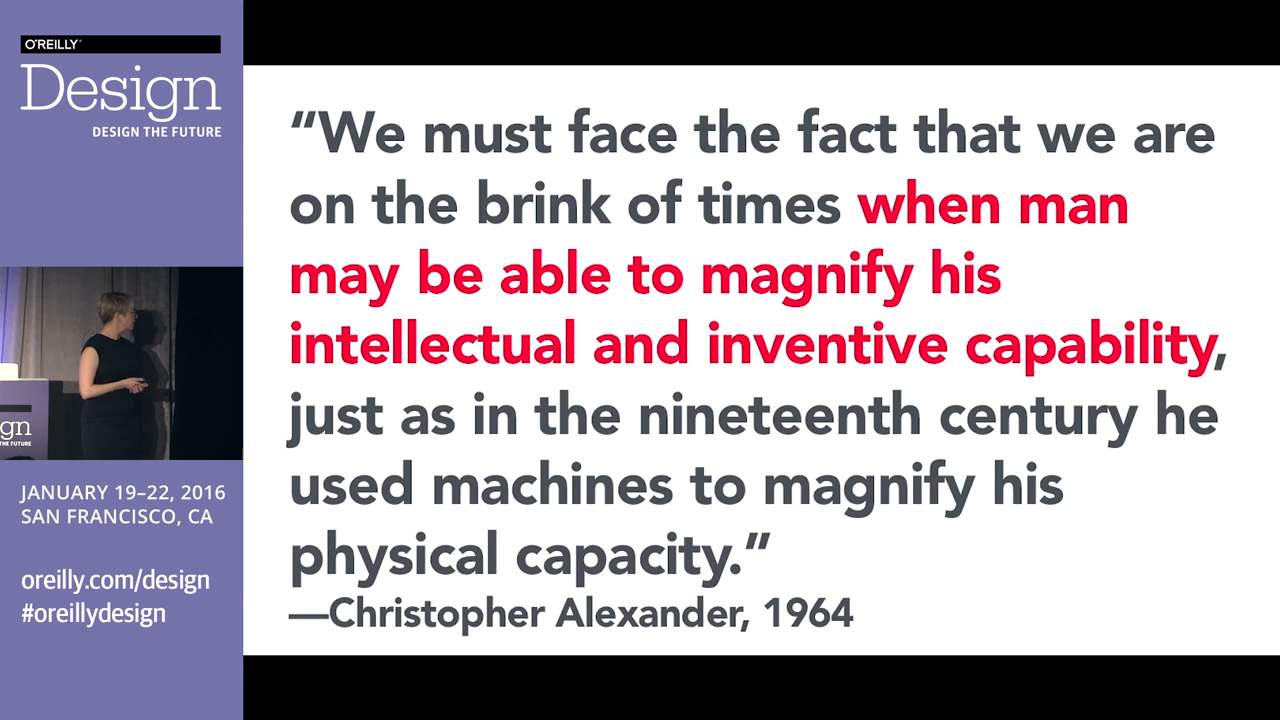 O'REILLY®
Design
DESIGN THE FUTURE
gn
THE FUTURE
JANUARY 19–22, 2016
SAN FRANCISCO, CA
oreilly.com/design
#oreillydesign
“We must face the fact that we are
on the brink of times when man
may be able to magnify his
intellectual and inventive capability,
just as in the nineteenth century he
used machines to magnify his
physical capacity.”
—Christopher Alexander, 1964